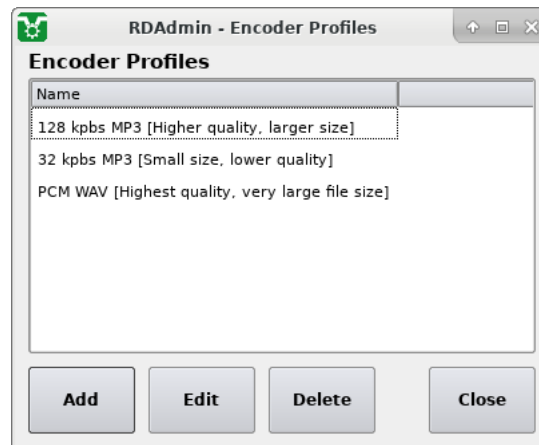 RDAdmin - Encoder Profiles
Encoder Profiles
Name
128 kpbs MP3 [Higher quality, larger size]
32 kpbs MP3 [Small size, lower quality]
PCM WAV [Highest quality, very large file size]
Add Edit Delete Close